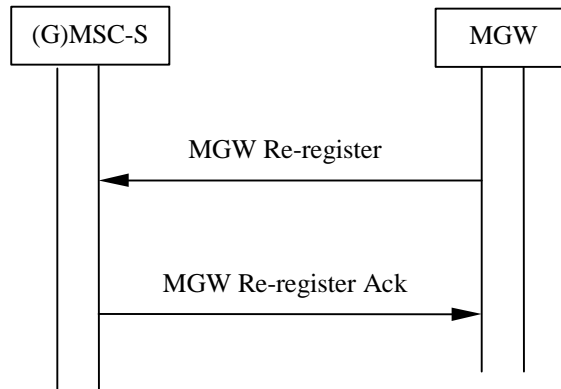 (G)MSC-S
MGW
MGW Re-register
MGW Re-register Ack